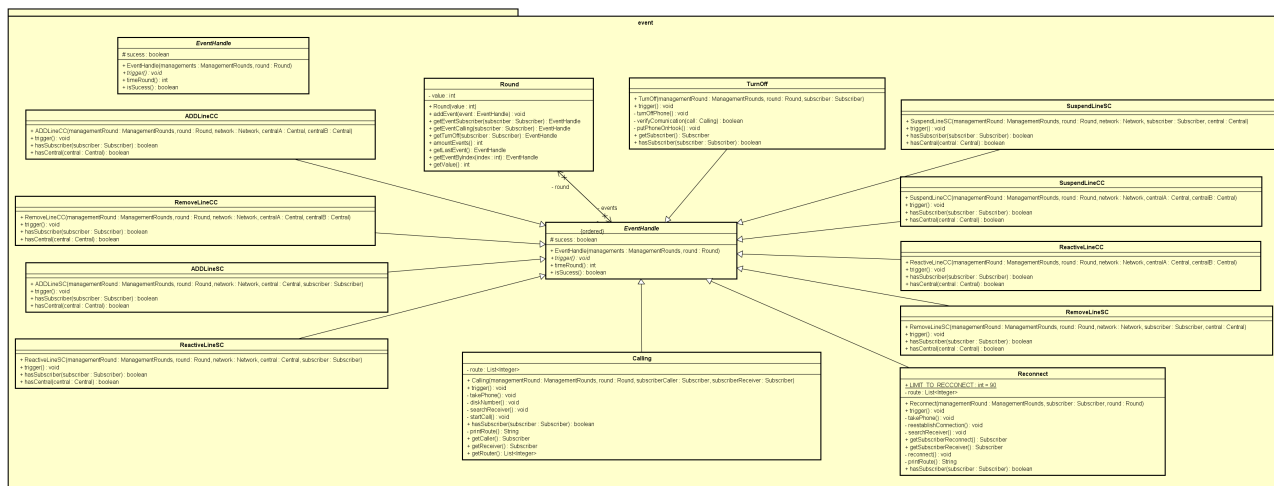 event
EventHandle
# sucess : boolean
+ EventHandle(managements : ManagementRounds, round : Round)
+ trigger() : void
+ timeRound() : int
+ isSucess() : boolean
Round
- value : int
+ Round(value : int)
+ addEvent(event : EventHandle) : void
+ getEventSubscriber(subscriber : Subscriber) : EventHandle
+ getEventCalling(subscriber : Subscriber) : EventHandle
+ getTurnOff(subscriber : Subscriber) : EventHandle
+ amountEvents() : int
+ getLastEvent() : EventHandle
+ getEventByIndex(index : int) : EventHandle
+ getValue() : int
TurnOff
+ TurnOff(managementRound : ManagementRounds, round : Round, subscriber : Subscriber)
+ trigger() : void
- turnOffPhone() : void
- verifyComunication(call : Calling) : boolean
- putPhoneOnHook() : void
+ getSubscriber() : Subscriber
+ hasSubscriber(subscriber : Subscriber) : boolean
SuspendLineSC
+ SuspendLineSC(managementRound : ManagementRounds, round : Round, network : Network, subscriber : Subscriber, central : Central)
+ trigger() : void
+ hasSubscriber(subscriber : Subscriber) : boolean
+ hasCentral(central : Central) : boolean
ADDLineCC
+ ADDLineCC(managementRound : ManagementRounds, round : Round, network : Network, centralA : Central, centralB : Central)
+ trigger() : void
+ hasSubscriber(subscriber : Subscriber) : boolean
+ hasCentral(central : Central) : boolean
SuspendLineCC
+ SuspendLineCC(managementRound : ManagementRounds, round : Round, network : Network, centralA : Central, centralB : Central)
+ trigger() : void
+ hasSubscriber(subscriber : Subscriber) : boolean
+ hasCentral(central : Central) : boolean
- round
- events
{ordered}
RemoveLineCC
+ RemoveLineCC(managementRound : ManagementRounds, round : Round, network : Network, centralA : Central, centralB : Central)
+ trigger() : void
+ hasSubscriber(subscriber : Subscriber) : boolean
+ hasCentral(central : Central) : boolean
EventHandle
# sucess : boolean
+ EventHandle(managements : ManagementRounds, round : Round)
+ trigger() : void
+ timeRound() : int
+ isSucess() : boolean
ReactiveLineCC
+ ReactiveLineCC(managementRound : ManagementRounds, round : Round, network : Network, centralA : Central, centralB : Central)
+ trigger() : void
+ hasSubscriber(subscriber : Subscriber) : boolean
+ hasCentral(central : Central) : boolean
ADDLineSC
+ ADDLineSC(managementRound : ManagementRounds, round : Round, network : Network, central : Central, subscriber : Subscriber)
+ trigger() : void
+ hasSubscriber(subscriber : Subscriber) : boolean
+ hasCentral(central : Central) : boolean
RemoveLineSC
+ RemoveLineSC(managementRound : ManagementRounds, round : Round, network : Network, subscriber : Subscriber, central : Central)
+ trigger() : void
+ hasSubscriber(subscriber : Subscriber) : boolean
+ hasCentral(central : Central) : boolean
ReactiveLineSC
+ ReactiveLineSC(managementRound : ManagementRounds, round : Round, network : Network, central : Central, subscriber : Subscriber)
+ trigger() : void
+ hasSubscriber(subscriber : Subscriber) : boolean
+ hasCentral(central : Central) : boolean
Calling
- route : List<Integer>
+ Calling(managementRound : ManagementRounds, round : Round, subscriberCaller : Subscriber, subscriberReceiver : Subscriber)
+ trigger() : void
- takePhone() : void
- diskNumber() : void
- searchReceiver() : void
- startCall() : void
+ hasSubscriber(subscriber : Subscriber) : boolean
- printRoute() : String
+ getCaller() : Subscriber
+ getReceiver() : Subscriber
+ getRouter() : List<Integer>
Reconnect
+ LIMIT_TO_RECCONECT : int = 90
- route : List<Integer>
+ Reconnect(managementRound : ManagementRounds, subscriber : Subscriber, round : Round)
+ trigger() : void
- takePhone() : void
- reestablishConnection() : void
- searchReceiver() : void
+ getSubscriberReconnect() : Subscriber
+ getSubscriberReceiver() : Subscriber
- reconnect() : void
- printRoute() : String
+ hasSubscriber(subscriber : Subscriber) : boolean